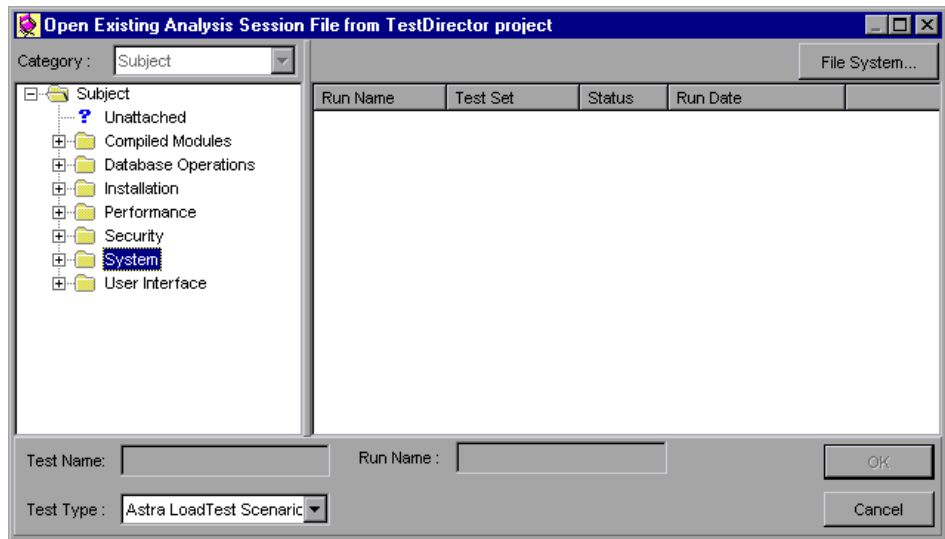 Open Existing Analysis Session File from TestDirector project
Category : Subject
File System...
Subject
? Unattached
Compiled Modules
Database Operations
Installation
Performance
Security
System
User Interface
Run Name Test Set Status Run Date
Test Name:
Run Name :
OK
Test Type : Astra LoadTest Scenaric
Cancel